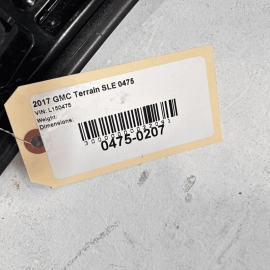 2017 GMC Terrain SLE 0475
VIN: L150475
Weight:
Dimensions:
0475-0207